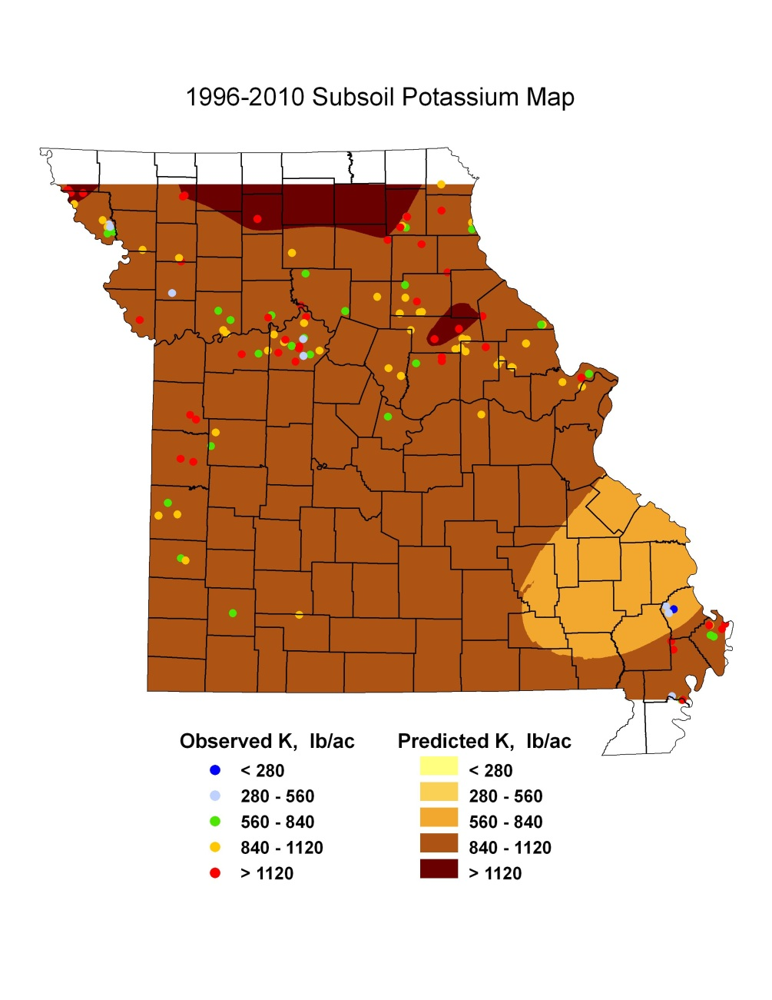 1996-2010 Subsoil Potassium Map
Observed K, lb/ac
< 280
280 - 560
560 - 840
840 - 1120
> 1120
Predicted K, lb/ac
< 280
280 - 560
560 - 840
840 - 1120
> 1120